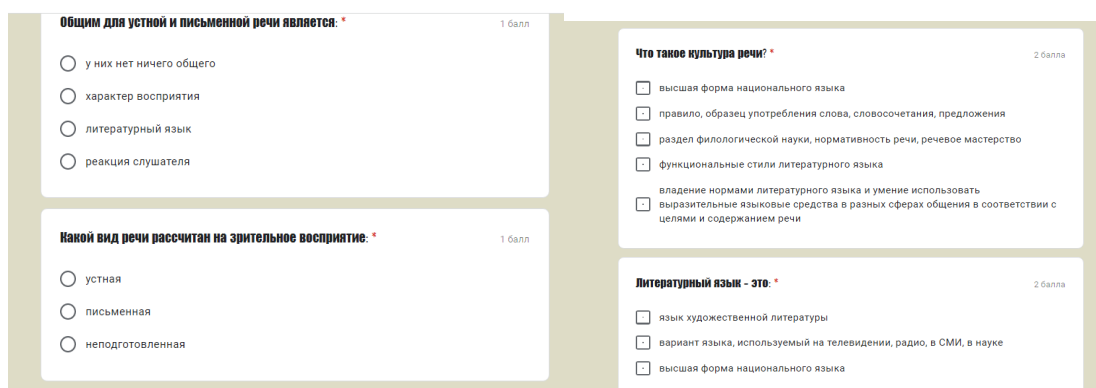 Общим для устной и письменной речи является: *
1 балл
у них нет ничего общего
характер восприятия
литературный язык
реакция слушателя
Какой вид речи рассчитан на зрительное восприятие: *
1 балл
устная
письменная
неподготовленная
Что такое культура речи? *
2 балла
высшая форма национального языка
правило, образец употребления слова, словосочетания, предложения
раздел филологической науки, нормативность речи, речевое мастерство
функциональные стили литературного языка
владение нормами литературного языка и умение использовать
выразительные языковые средства в разных сферах общения в соответствии с
целями и содержанием речи
Литературный язык - это: *
2 балла
язык художественной литературы
вариант языка, используемый на телевидении, радио, в СМИ, в науке
высшая форма национального языка